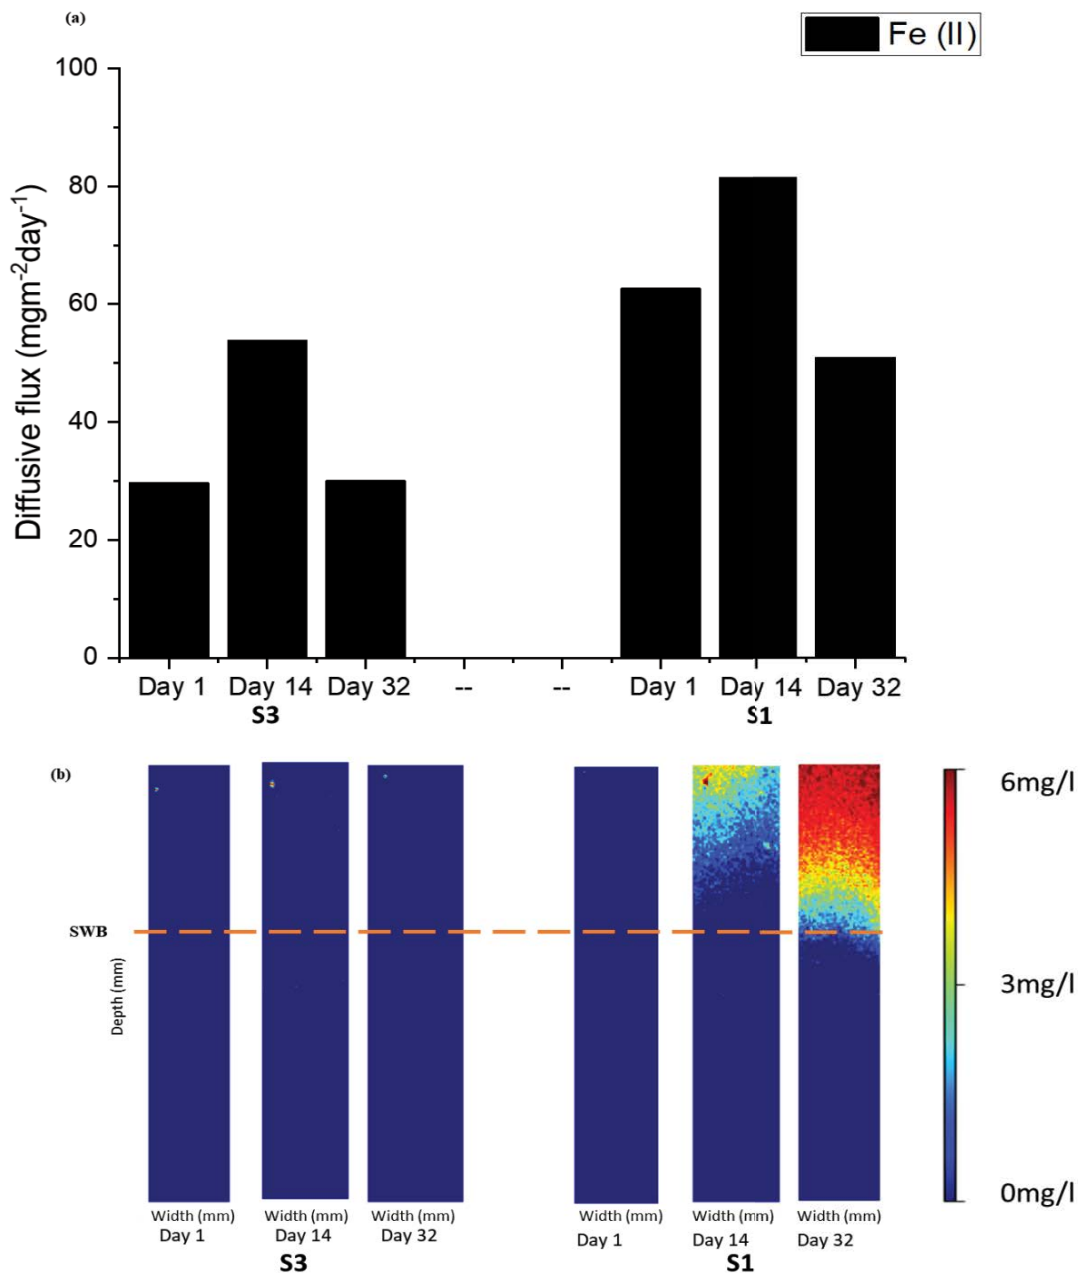 (a)
Fe (II)
Diffusive flux (mgm⁻²day⁻¹)
100
80
60
40
20
0
Day 1 Day 14 Day 32 -- -- Day 1 Day 14 Day 32
S3 S1
(b)
SWB
Depth (mm)
6mg/l
3mg/l
0mg/l
Width (mm) Width (mm) Width (mm) Width (mm) Width (mm) Width (mm)
Day 1 Day 14 Day 32 Day 1 Day 14 Day 32
S3 S1